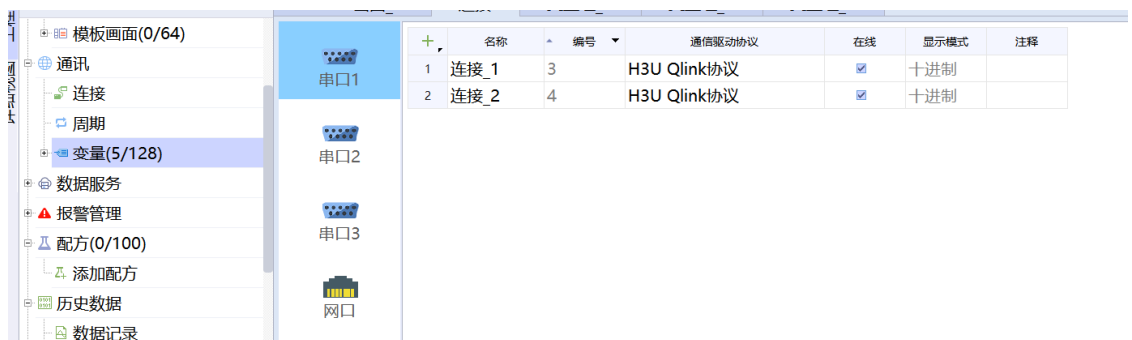 模板画面(0/64)
通讯
连接
周期
变量(5/128)
数据服务
报警管理
配方(0/100)
添加配方
历史数据
数据记录
串口1
串口2
串口3
网口
名称 编号 通信驱动协议 在线 显示模式 注释
1 连接_1 3 H3U Qlink协议 十进制
2 连接_2 4 H3U Qlink协议 十进制